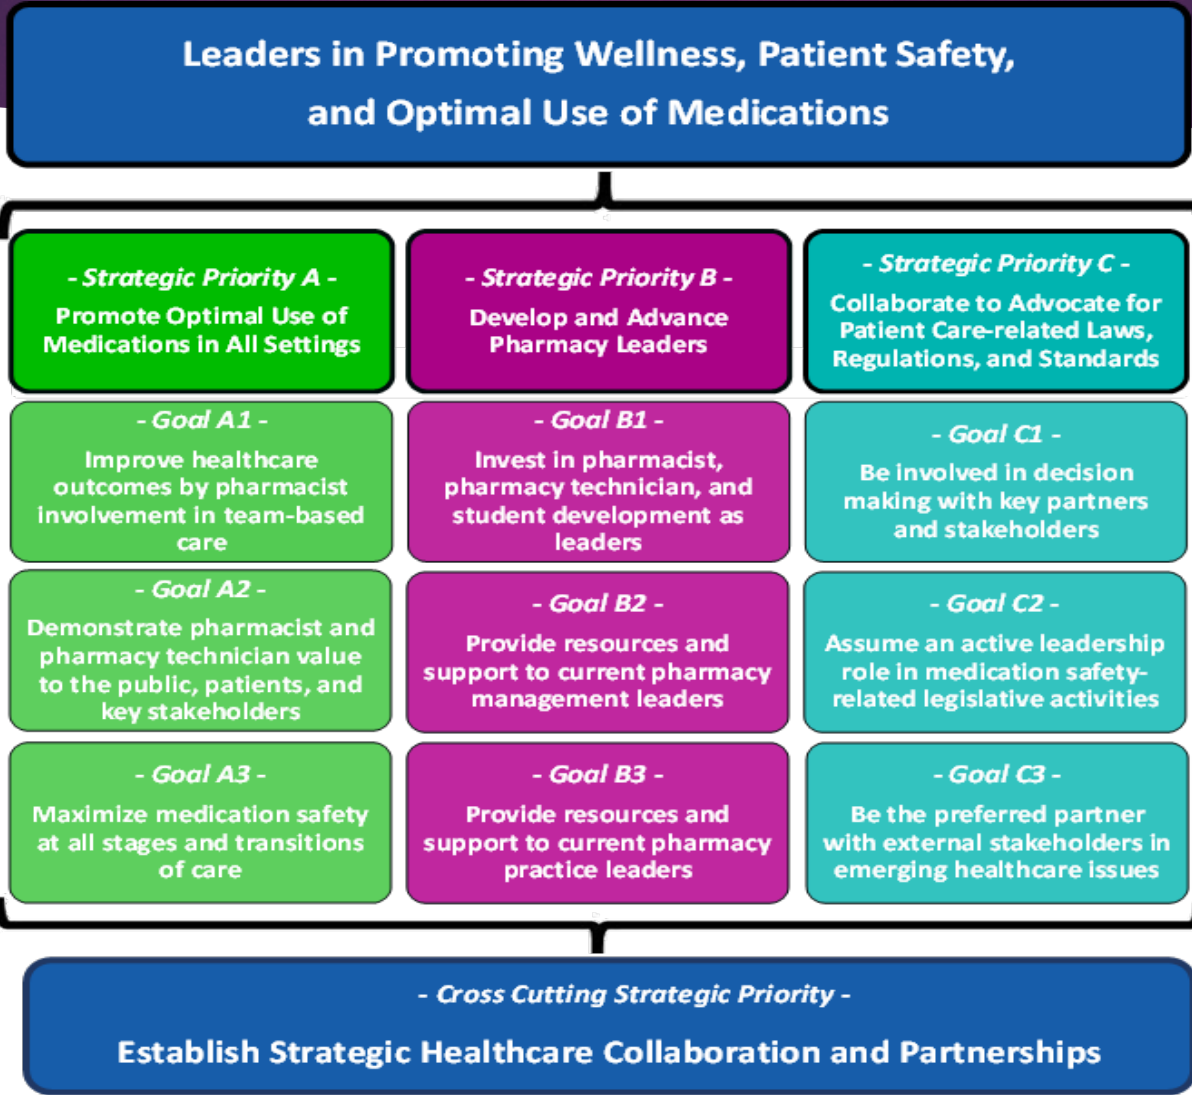 Leaders in Promoting Wellness, Patient Safety,
and Optimal Use of Medications
- Strategic Priority A -
Promote Optimal Use of
Medications in All Settings
- Strategic Priority B -
Develop and Advance
Pharmacy Leaders
- Strategic Priority C -
Collaborate to Advocate for
Patient Care-related Laws,
Regulations, and Standards
- Goal A1 -
Improve healthcare
outcomes by pharmacist
involvement in team-based
care
- Goal B1 -
Invest in pharmacist,
pharmacy technician, and
student development as
leaders
- Goal C1 -
Be involved in decision
making with key partners
and stakeholders
- Goal A2 -
Demonstrate pharmacist and
pharmacy technician value
to the public, patients, and
key stakeholders
- Goal B2 -
Provide resources and
support to current pharmacy
management leaders
- Goal C2 -
Assume an active leadership
role in medication safety-
related legislative activities
- Goal A3 -
Maximize medication safety
at all stages and transitions
of care
- Goal B3 -
Provide resources and
support to current pharmacy
practice leaders
- Goal C3 -
Be the preferred partner
with external stakeholders in
emerging healthcare issues
- Cross Cutting Strategic Priority -
Establish Strategic Healthcare Collaboration and Partnerships